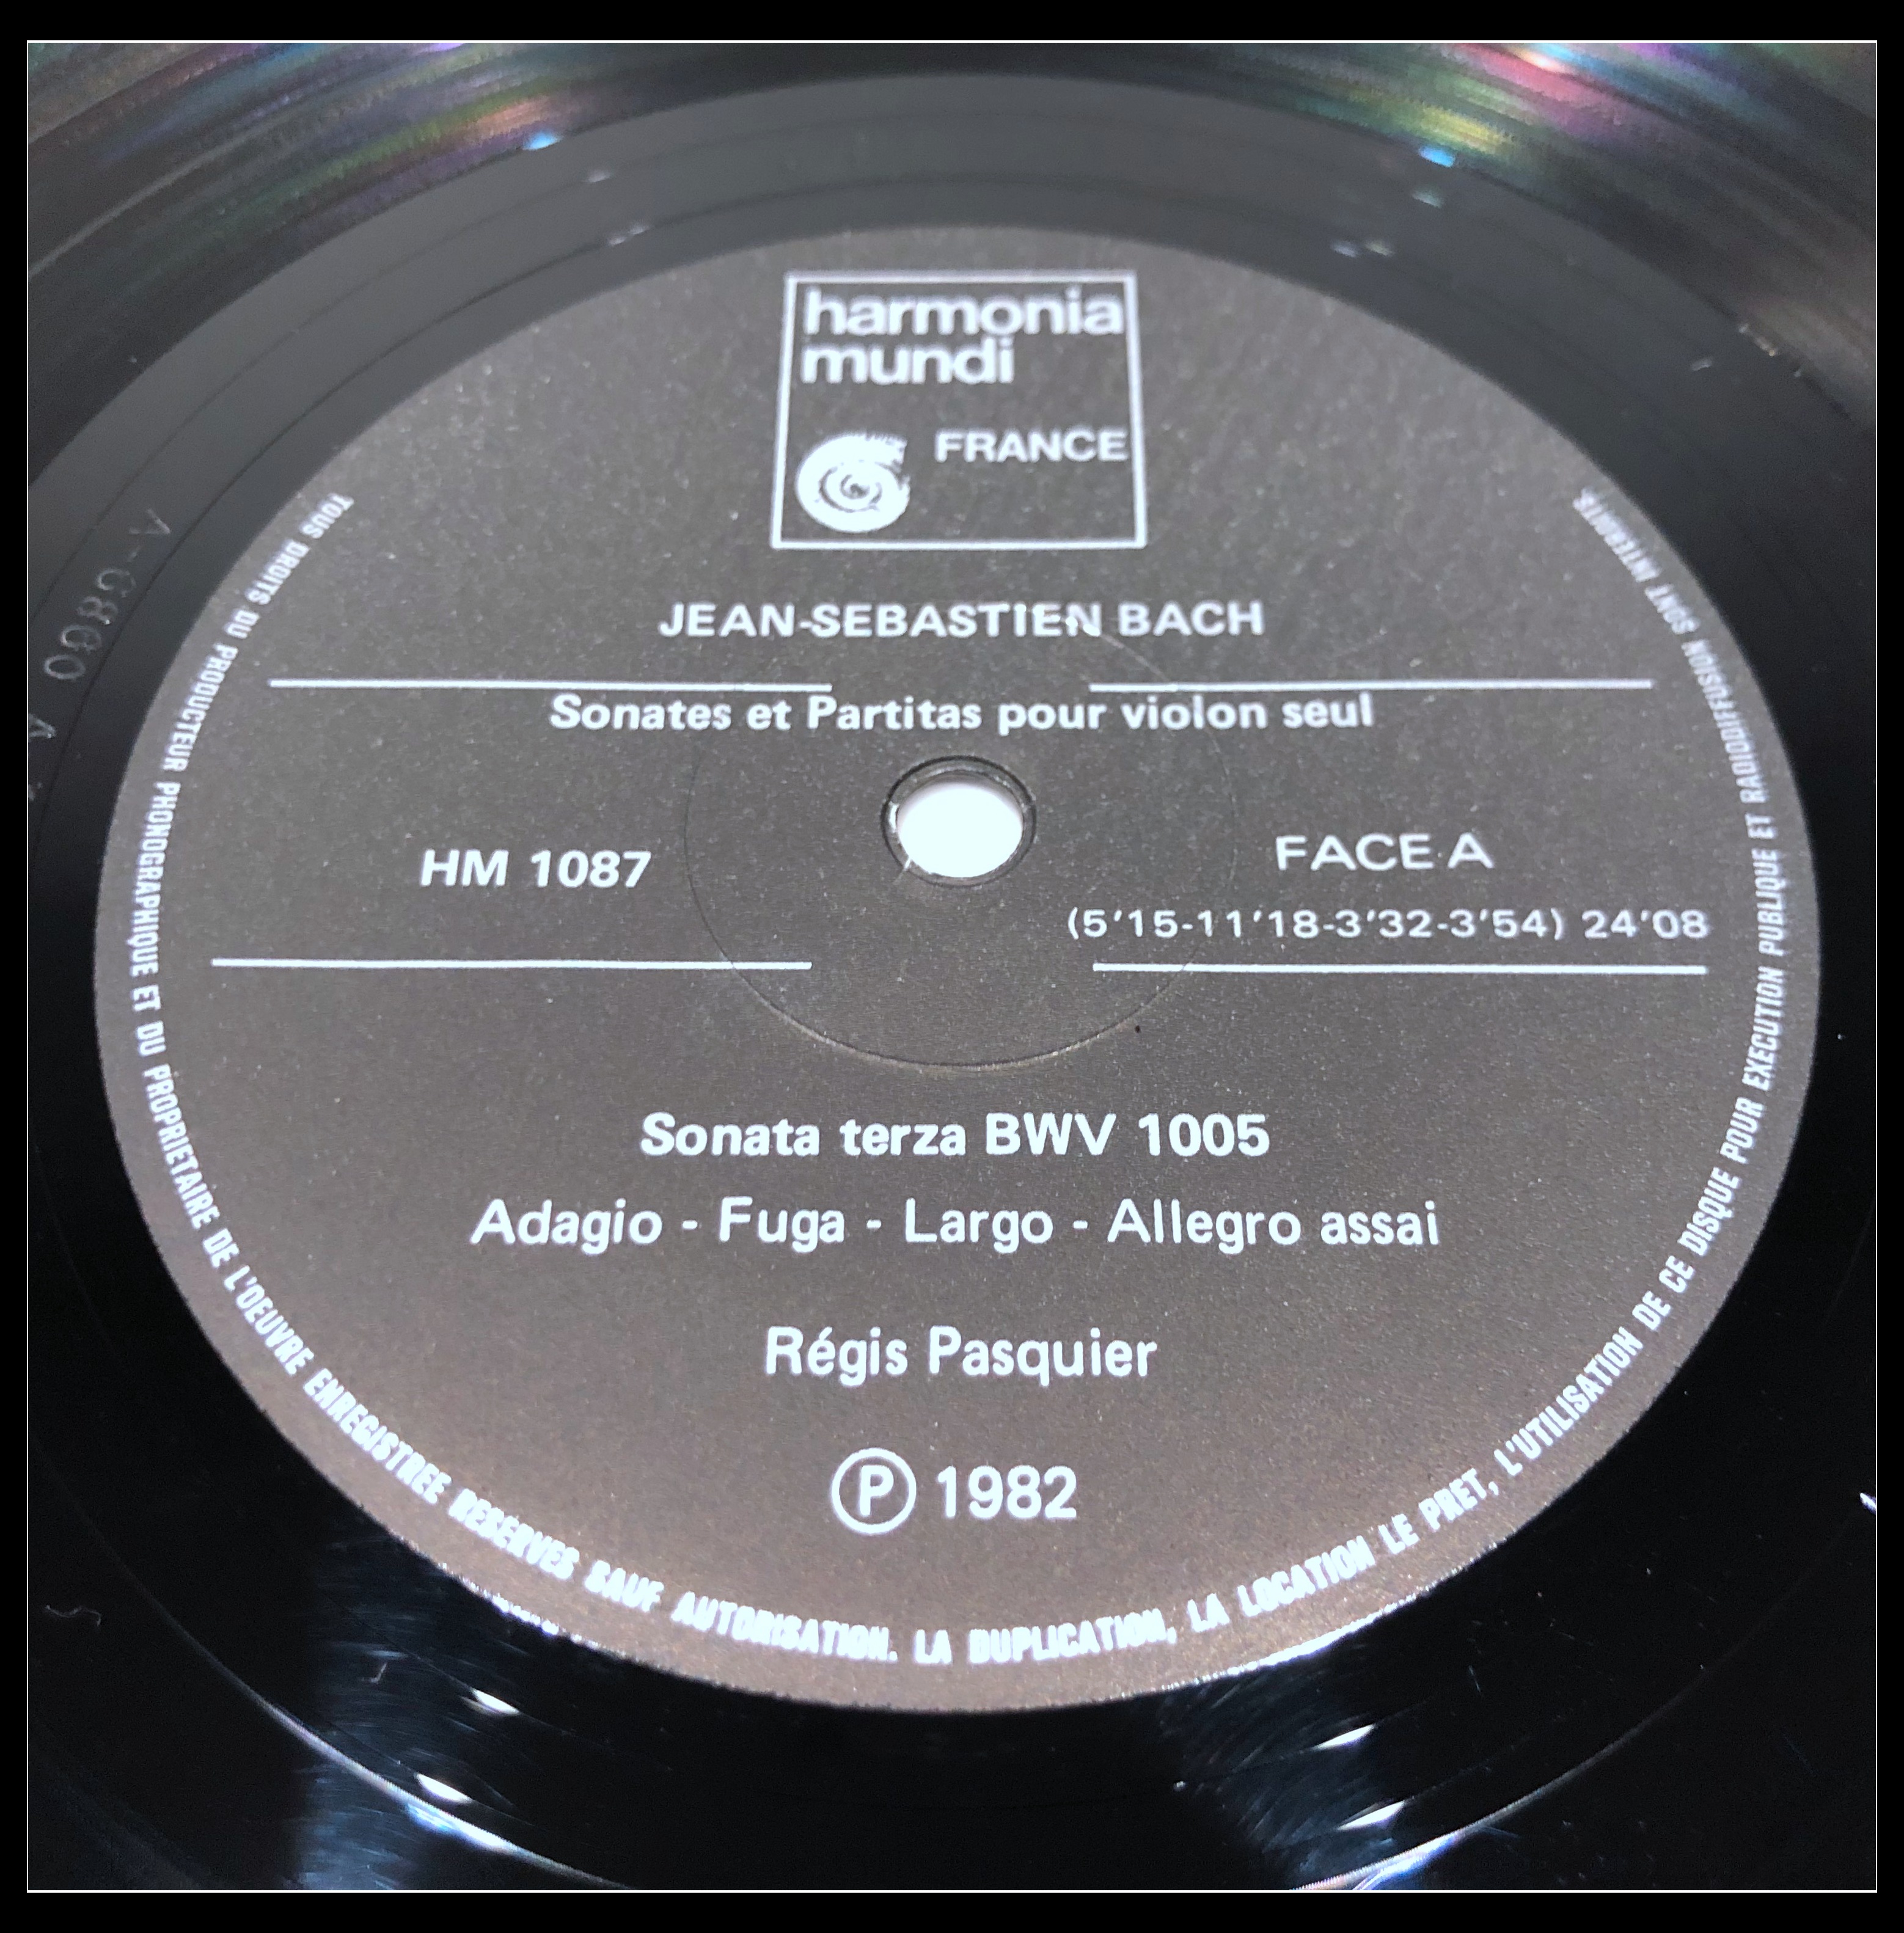 harmonia
mundi
FRANCE
JEAN-SEBASTIEN BACH
Sonates et Partitas pour violon seul
HM 1087
FACE A
(5'15-11'18-3'32-3'54) 24'08
Sonata terza BWV 1005
Adagio - Fuga - Largo - Allegro assai
Régis Pasquier
Ⓟ 1982
TOUS DROITS DU PRODUCTEUR PHONOGRAPHIQUE ET DU PROPRIETAIRE DE L'OEUVRE ENREGISTREE RESERVES SAUF AUTORISATION. LA DUPLICATION, LA LOCATION LE PRET, L'UTILISATION DE CE DISQUE POUR EXECUTION PUBLIQUE ET RADIODIFFUSION SONT INTERDITS.